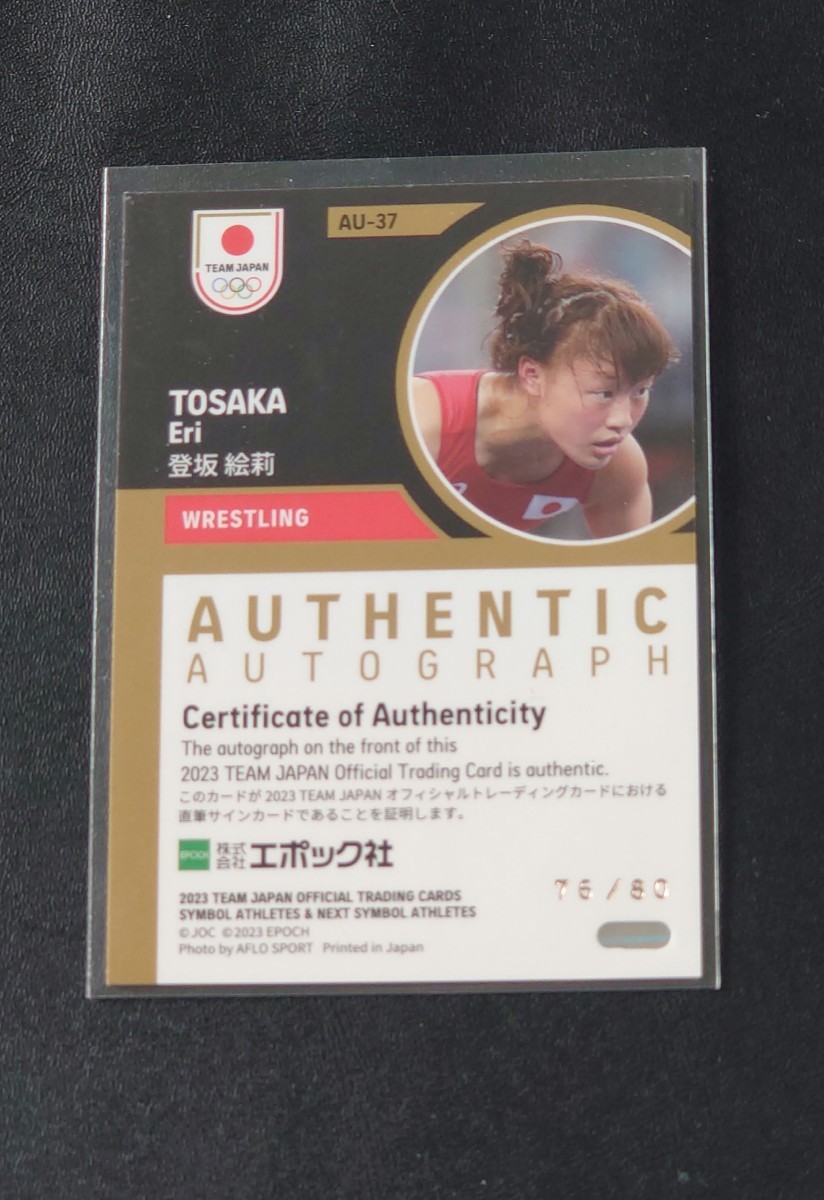 AU-37
TEAM JAPAN
TOSAKA
Eri
登坂 絵莉
WRESTLING
AUTHENTIC
AUTOGRAPH
Certificate of Authenticity
The autograph on the front of this
2023 TEAM JAPAN Official Trading Card is authentic.
このカードが 2023 TEAM JAPAN オフィシャルトレーディングカードにおける
直筆サインカードであることを証明します。
EPOCH 株式会社 エポック社
76/80
2023 TEAM JAPAN OFFICIAL TRADING CARDS
SYMBOL ATHLETES & NEXT SYMBOL ATHLETES
©JOC ©2023 EPOCH
Photo by AFLO SPORT Printed in Japan